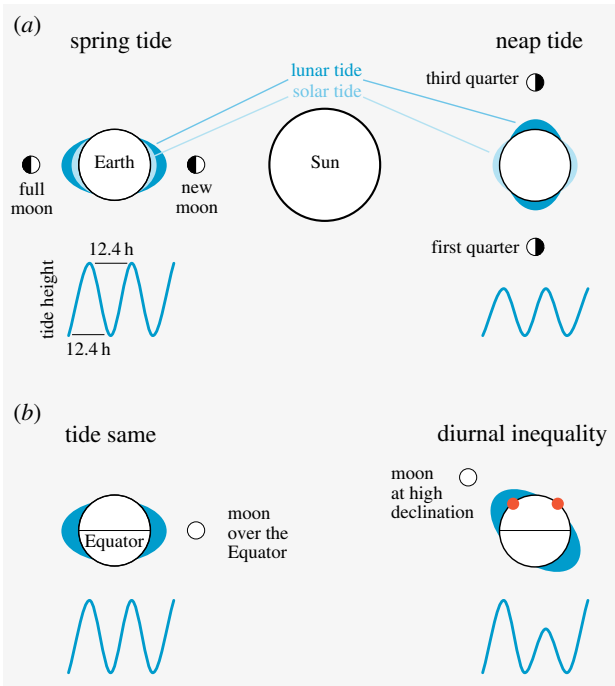 (a)
spring tide
neap tide
lunar tide
solar tide
third quarter
Earth
Sun
full
moon
new
moon
first quarter
12.4 h
tide height
12.4 h
(b)
tide same
diurnal inequality
moon
at high
declination
moon
over the
Equator
Equator